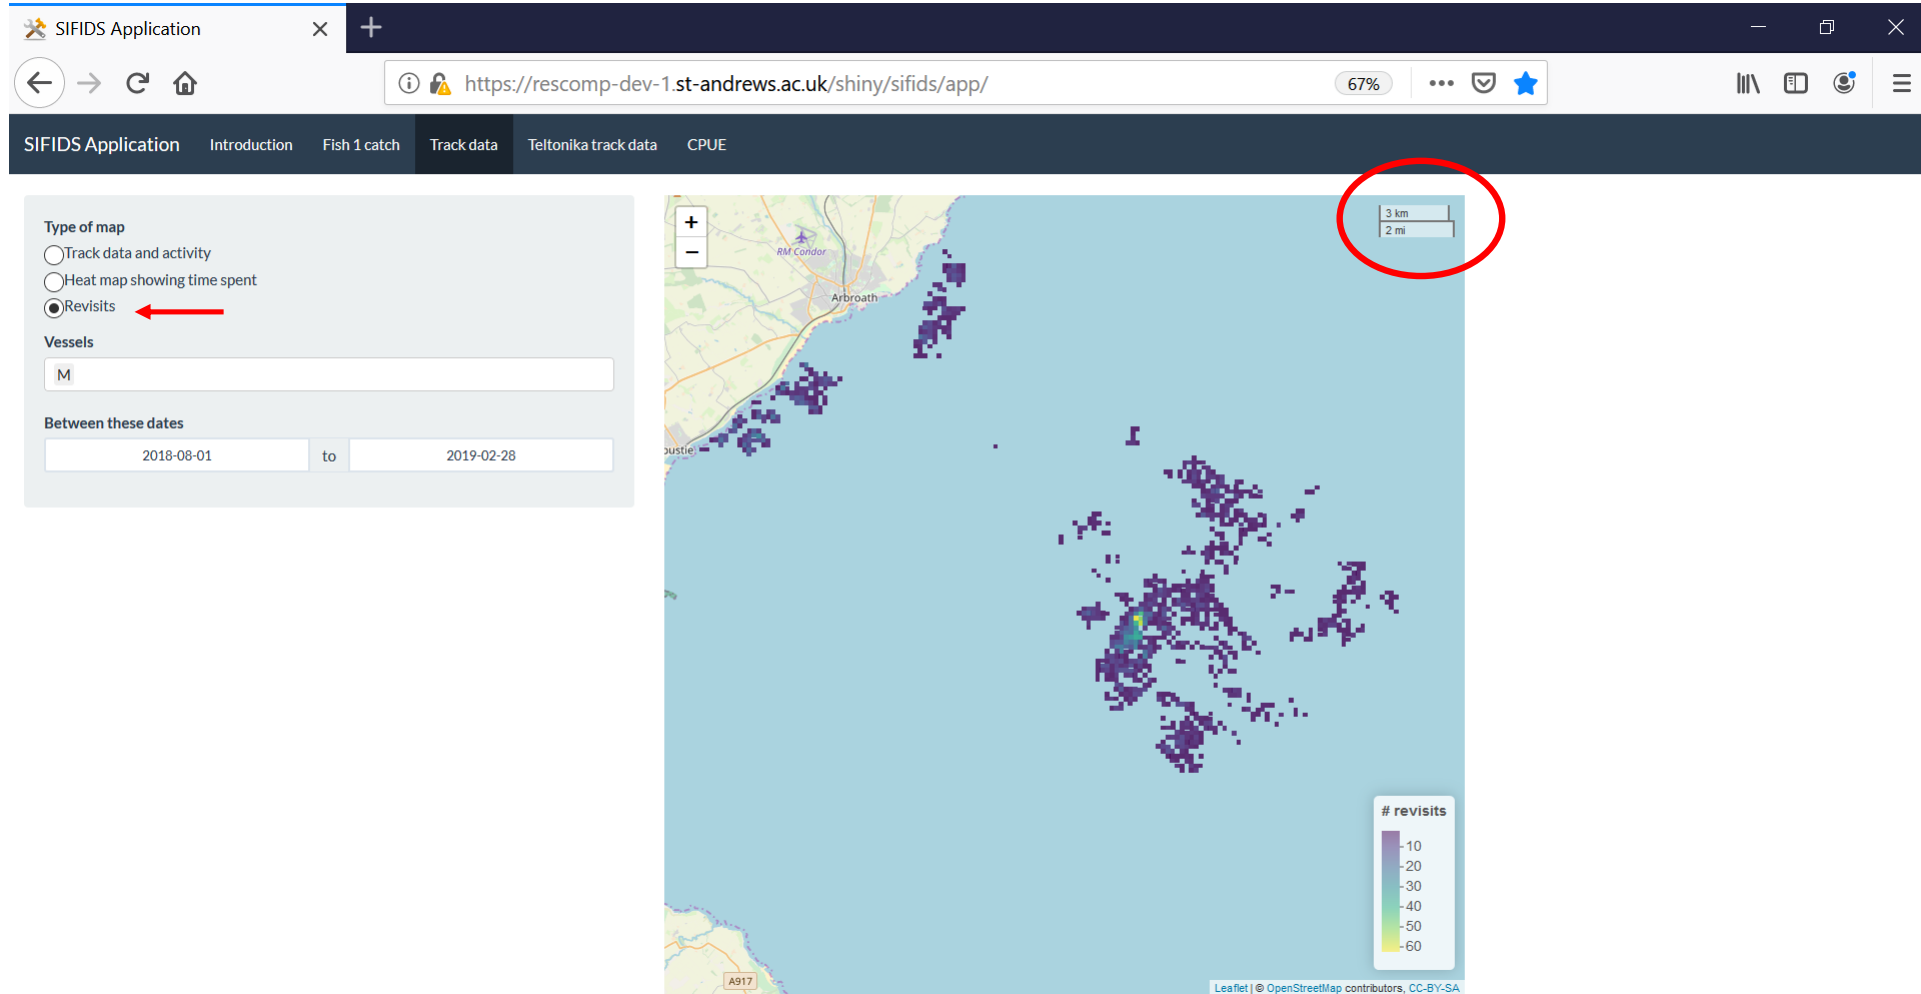 SIFIDS Application
https://rescomp-dev-1.st-andrews.ac.uk/shiny/sifids/app/
67%
SIFIDS Application Introduction Fish 1 catch Track data Teltonika track data CPUE
Type of map
Track data and activity
Heat map showing time spent
Revisits
Vessels
M
Between these dates
2018-08-01 to 2019-02-28
+
−
3 km
2 mi
RM Condor
Arbroath
oustie
# revisits
10
20
30
40
50
60
A917
Leaflet | © OpenStreetMap contributors, CC-BY-SA